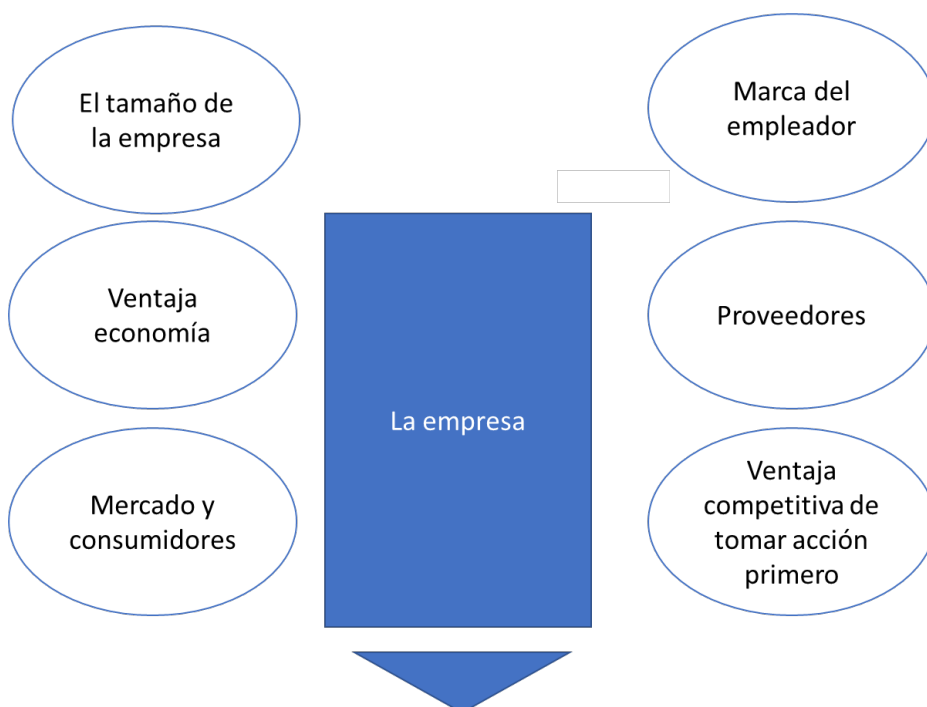 El tamaño de
la empresa
Marca del
empleador
Ventaja
economía
Proveedores
La empresa
Mercado y
consumidores
Ventaja
competitiva de
tomar acción
primero